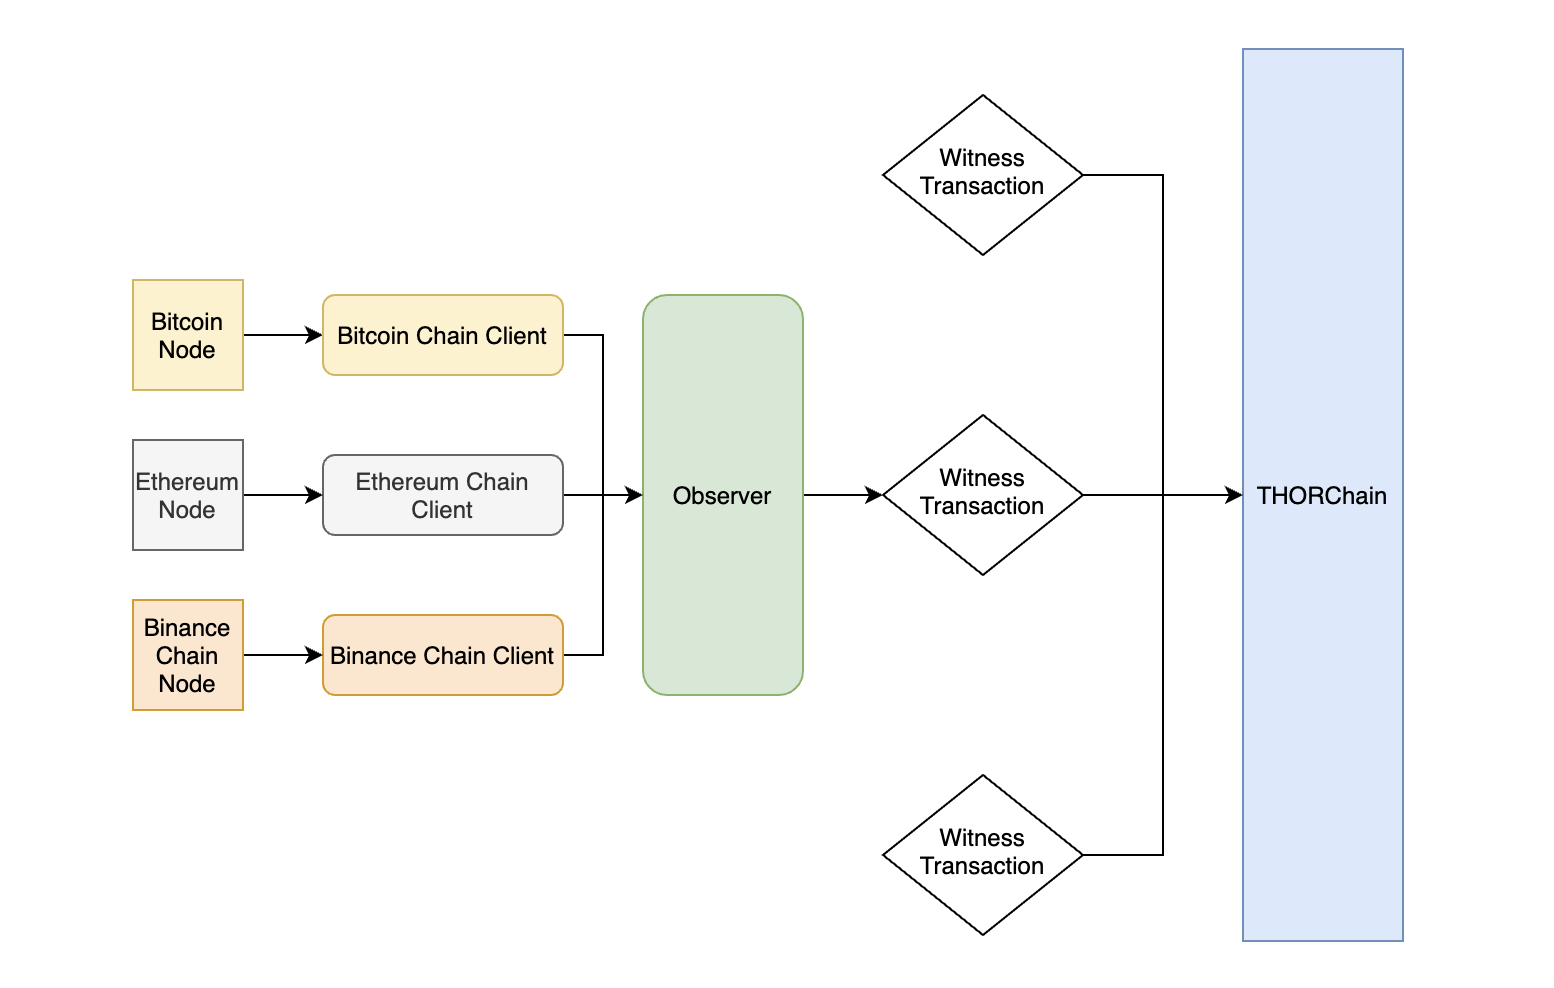 Witness
Transaction
Bitcoin
Node
Bitcoin Chain Client
Ethereum
Node
Ethereum Chain
Client
Observer
Witness
Transaction
THORChain
Binance
Chain
Node
Binance Chain Client
Witness
Transaction